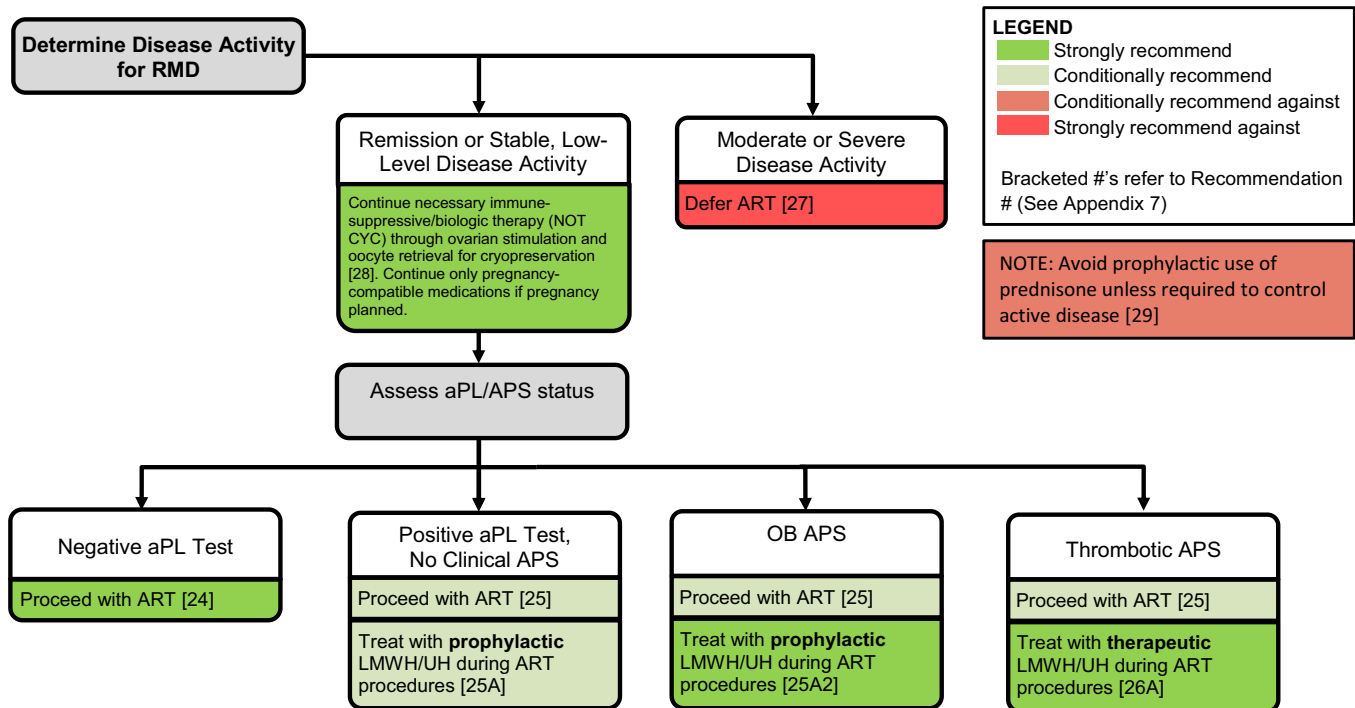 Determine Disease Activity
for RMD
LEGEND
Strongly recommend
Conditionally recommend
Conditionally recommend against
Strongly recommend against
Bracketed #'s refer to Recommendation
# (See Appendix 7)
Remission or Stable, Low-
Level Disease Activity
Continue necessary immune-
suppressive/biologic therapy (NOT
CYC) through ovarian stimulation and
oocyte retrieval for cryopreservation
[28]. Continue only pregnancy-
compatible medications if pregnancy
planned.
Moderate or Severe
Disease Activity
Defer ART [27]
NOTE: Avoid prophylactic use of
prednisone unless required to control
active disease [29]
Assess aPL/APS status
Negative aPL Test
Proceed with ART [24]
Positive aPL Test,
No Clinical APS
Proceed with ART [25]
Treat with prophylactic
LMWH/UH during ART
procedures [25A]
OB APS
Proceed with ART [25]
Treat with prophylactic
LMWH/UH during ART
procedures [25A2]
Thrombotic APS
Proceed with ART [25]
Treat with therapeutic
LMWH/UH during ART
procedures [26A]